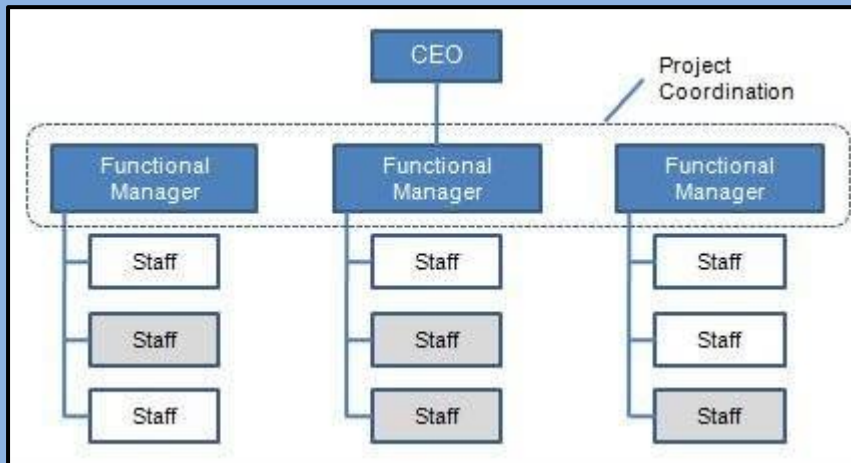 CEO
Project
Coordination
Functional
Manager
Functional
Manager
Functional
Manager
Staff
Staff
Staff
Staff
Staff
Staff
Staff
Staff
Staff